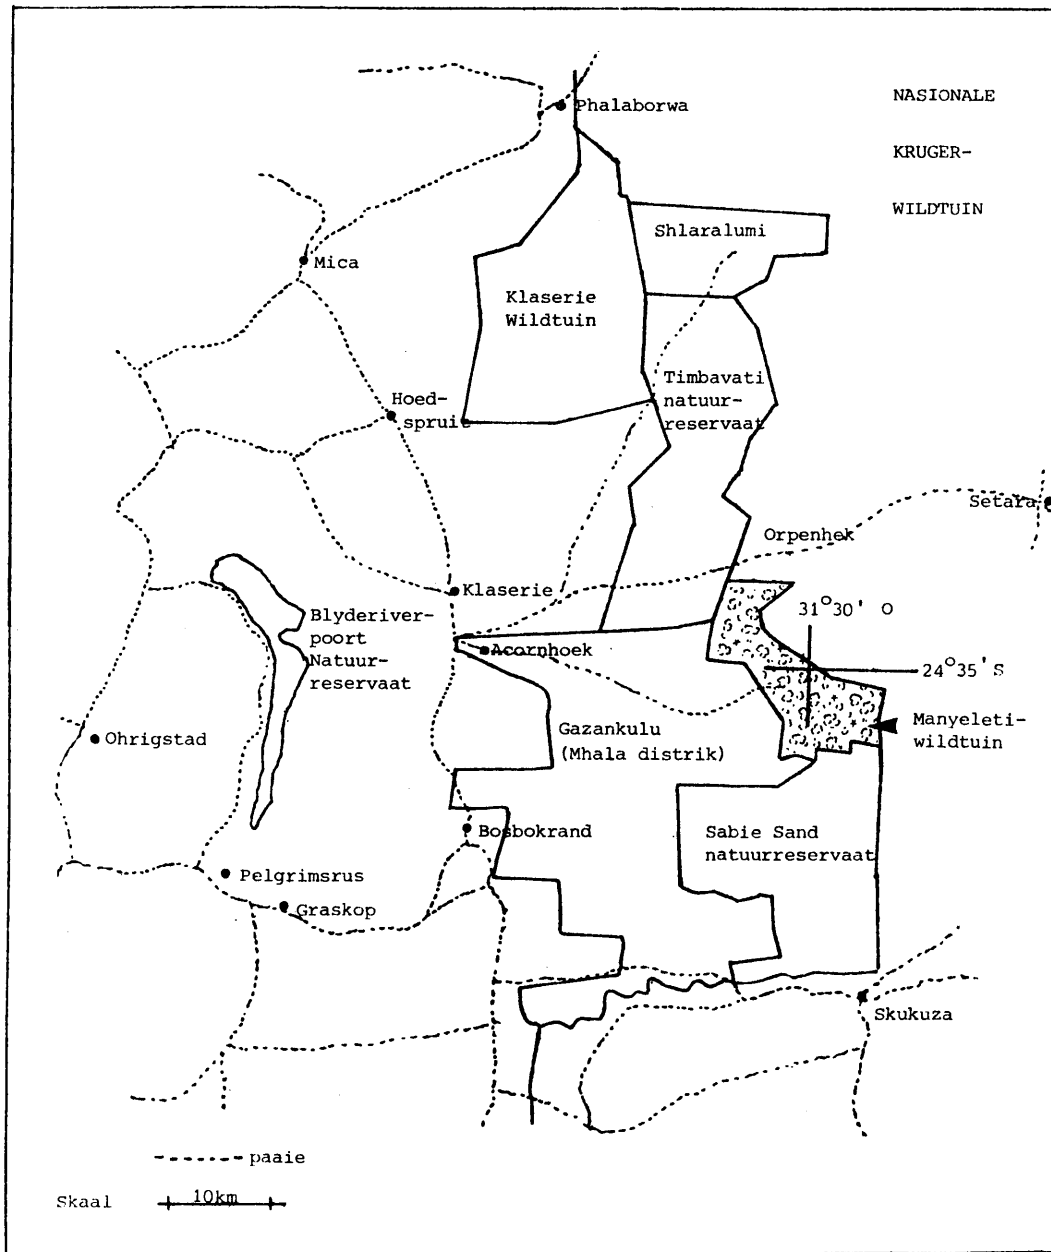 NASIONALE
KRUGER-
WILDTUIN
Phalaborwa
Shlaralumi
Mica
Klaserie
Wildtuin
Timbavati
natuur-
reservaat
Hoed-
spruit
Setara
Orpenhek
Klaserie
31°30' O
Blyderiver-
poort
Natuur-
reservaat
Acornhoek
24°35'S
Manyeleti-
wildtuin
Gazankulu
(Mhala distrik)
Ohrigstad
Bosbokrand
Sabie Sand
natuurreservaat
Pelgrimsrus
Graskop
Skukuza
paaie
Skaal 10km